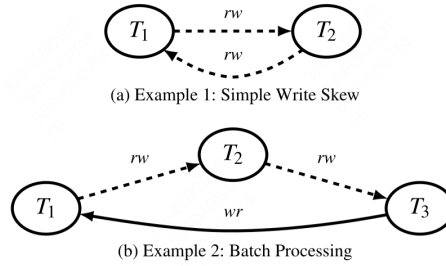 rw
T1 T2
rw
(a) Example 1: Simple Write Skew
T2
rw rw
T1 wr T3
(b) Example 2: Batch Processing